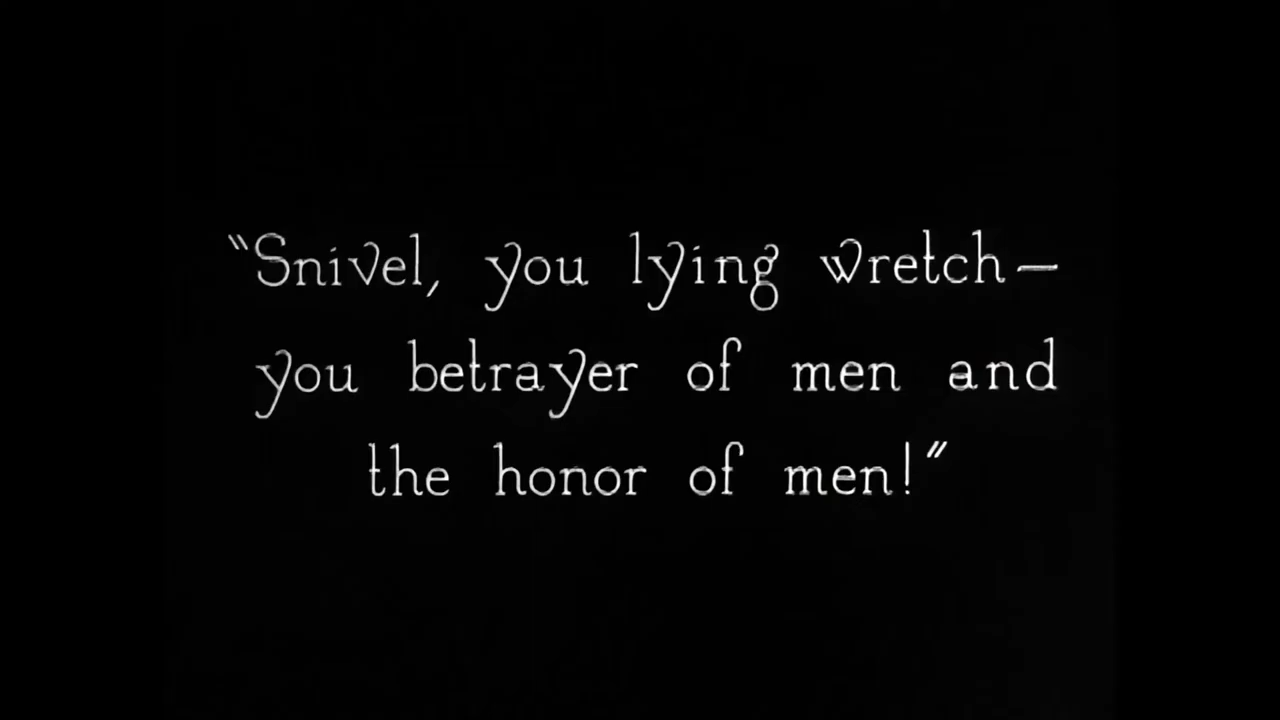 “Snivel, you lying wretch—
you betrayer of men and
the honor of men!”